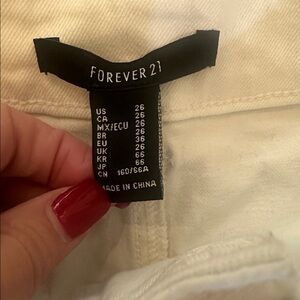 FOREVER 21
US 26
CA 26
MX/ECU 26
BR 36
EU 36
UK 26
KR 66
JP 66
CN 160/66A
MADE IN CHINA